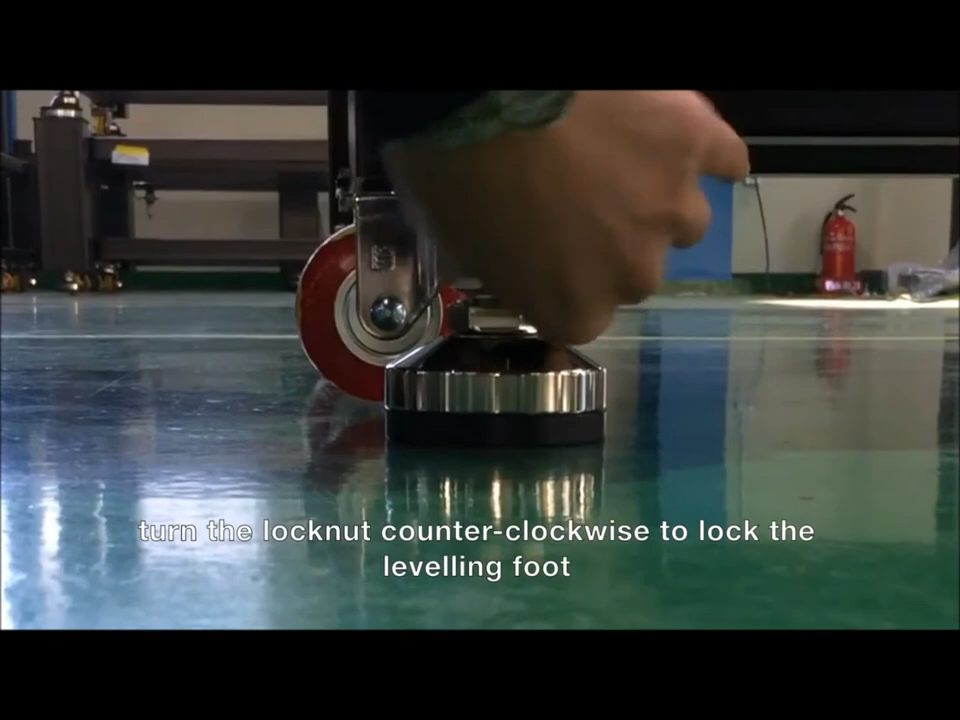 turn the locknut counter-clockwise to lock the
levelling foot